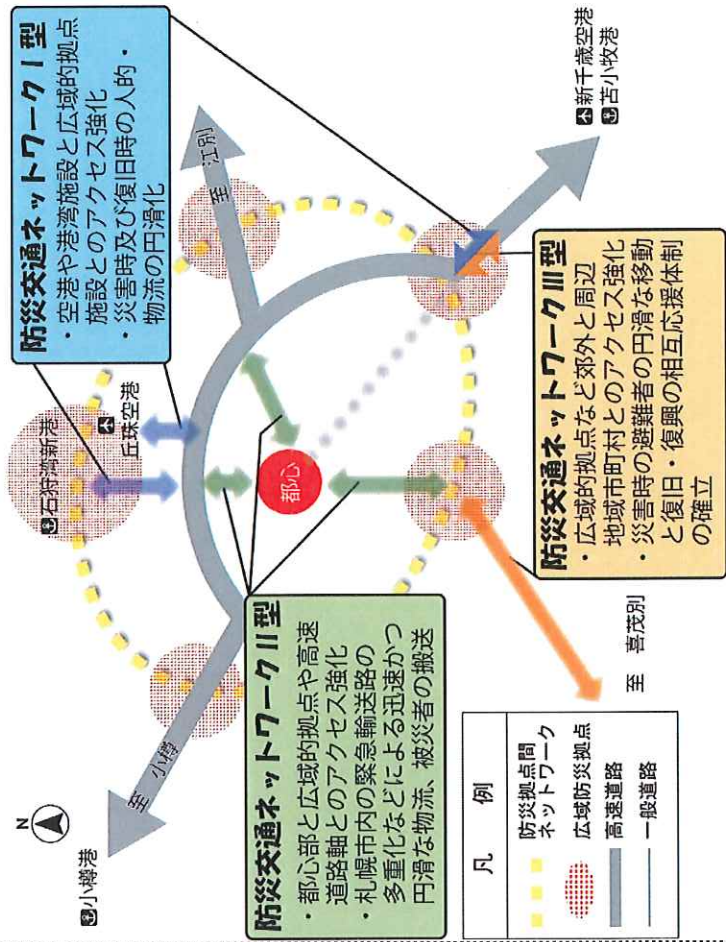 防災交通ネットワークⅠ型
・空港や港湾施設と広域的拠点
施設とのアクセス強化
・災害時及び復旧時の人的・
物流の円滑化
石狩湾新港
丘珠空港
至 江別
新千歳空港
苫小牧港
都心
N
小樽港
至 小樽
防災交通ネットワークⅡ型
・都心部と広域的拠点や高速
道路軸とのアクセス強化
・札幌市内の緊急輸送路の
多重化などによる迅速かつ
円滑な物流、被災者の搬送
防災交通ネットワークⅢ型
・広域的拠点など郊外と周辺
地域市町村とのアクセス強化
・災害時の避難者の円滑な移動
と復旧・復興の相互応援体制
の確立
至 喜茂別
凡 例
防災拠点間
ネットワーク
広域防災拠点
高速道路
一般道路